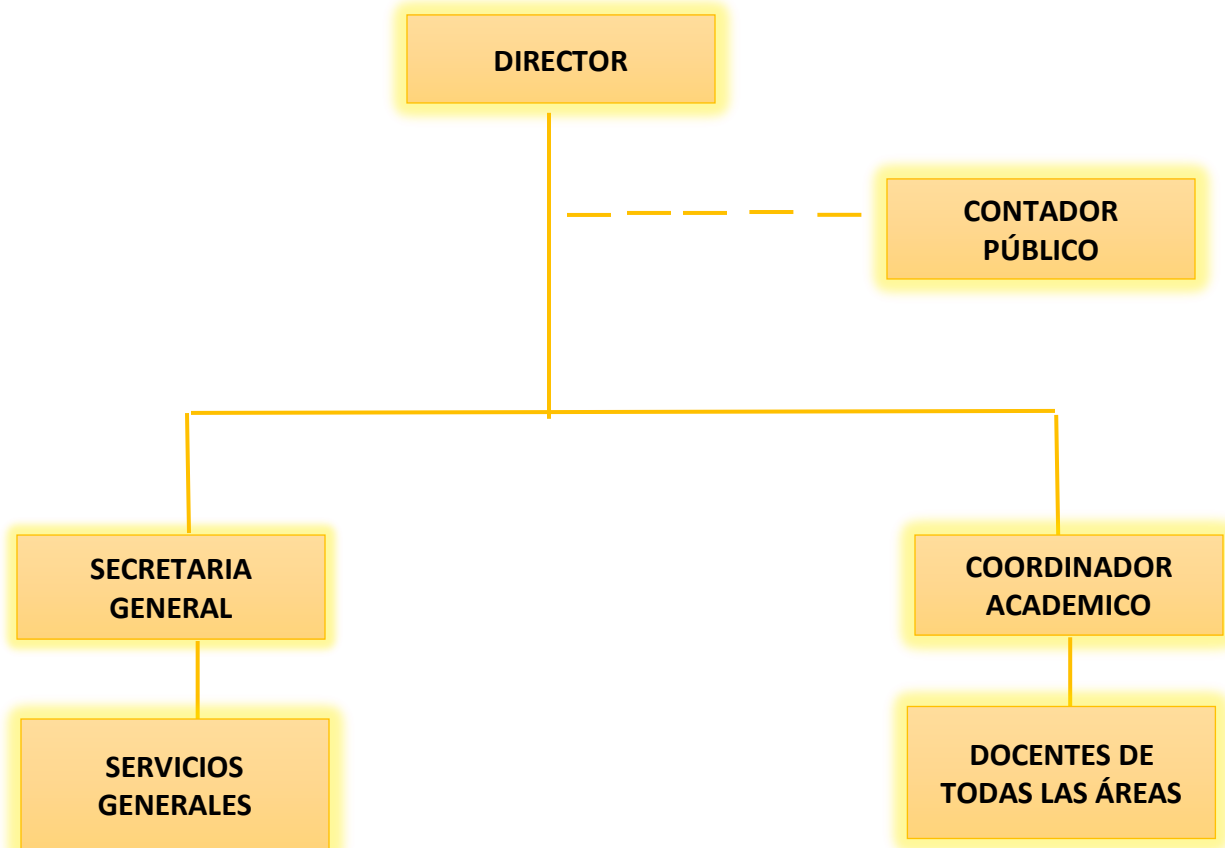 DIRECTOR
CONTADOR
PÚBLICO
SECRETARIA
GENERAL
COORDINADOR
ACADEMICO
SERVICIOS
GENERALES
DOCENTES DE
TODAS LAS ÁREAS